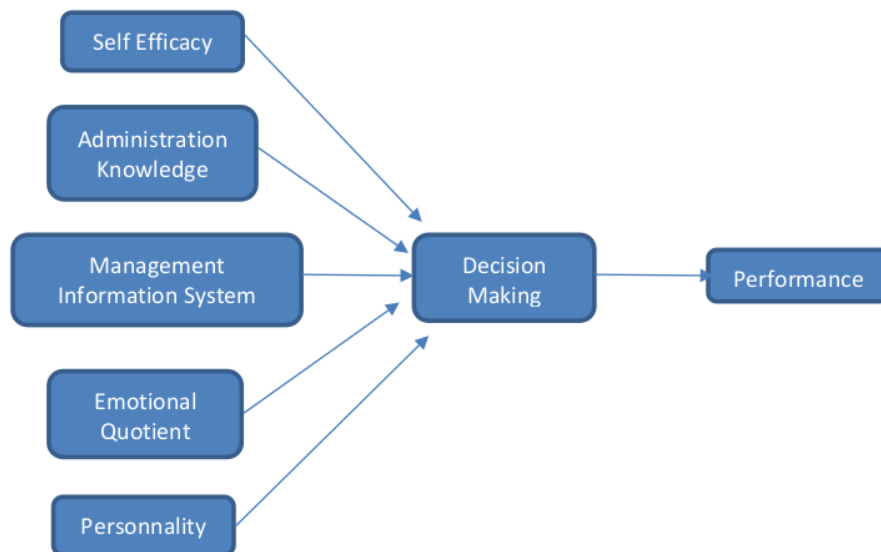 Self Efficacy
Administration
Knowledge
Management
Information System
Emotional
Quotient
Personnality
Decision
Making
Performance